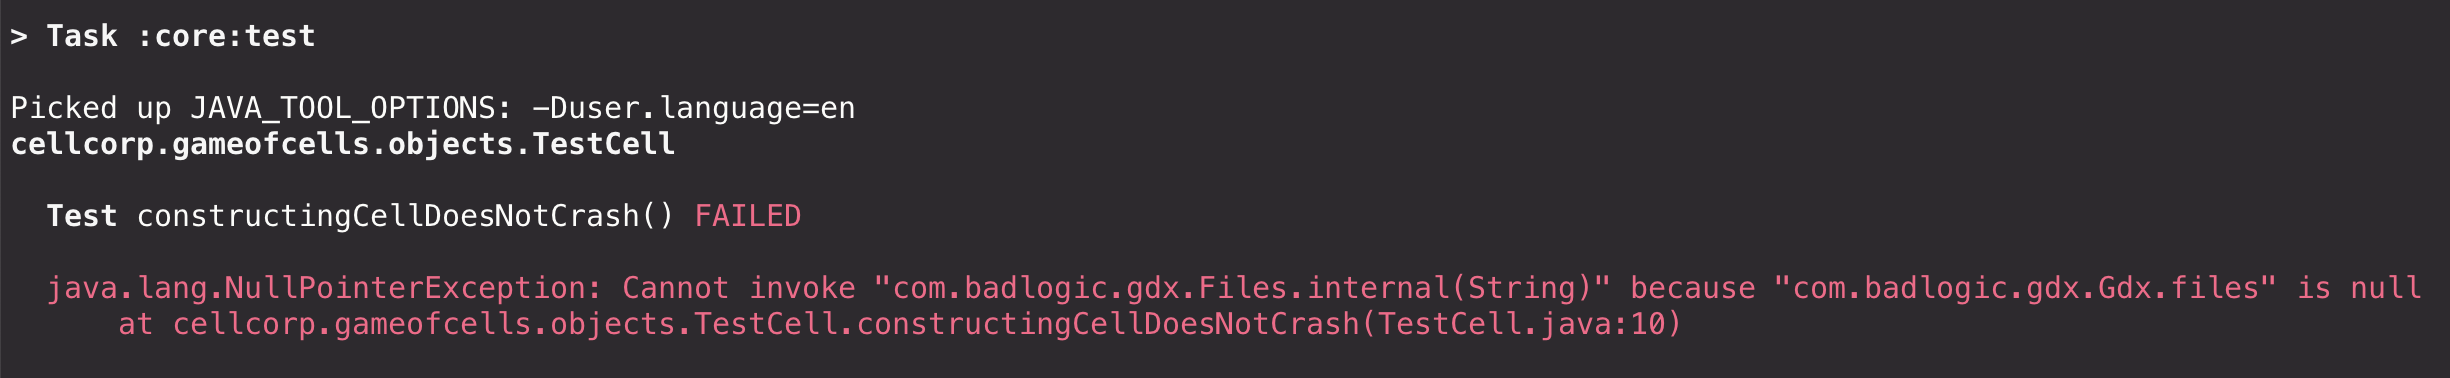 > Task :core:test
Picked up JAVA_TOOL_OPTIONS: -Duser.language=en
cellcorp.gameofcells.objects.TestCell
Test constructingCellDoesNotCrash() FAILED
java.lang.NullPointerException: Cannot invoke "com.badlogic.gdx.Files.internal(String)" because "com.badlogic.gdx.Gdx.files" is null
at cellcorp.gameofcells.objects.TestCell.constructingCellDoesNotCrash(TestCell.java:10)